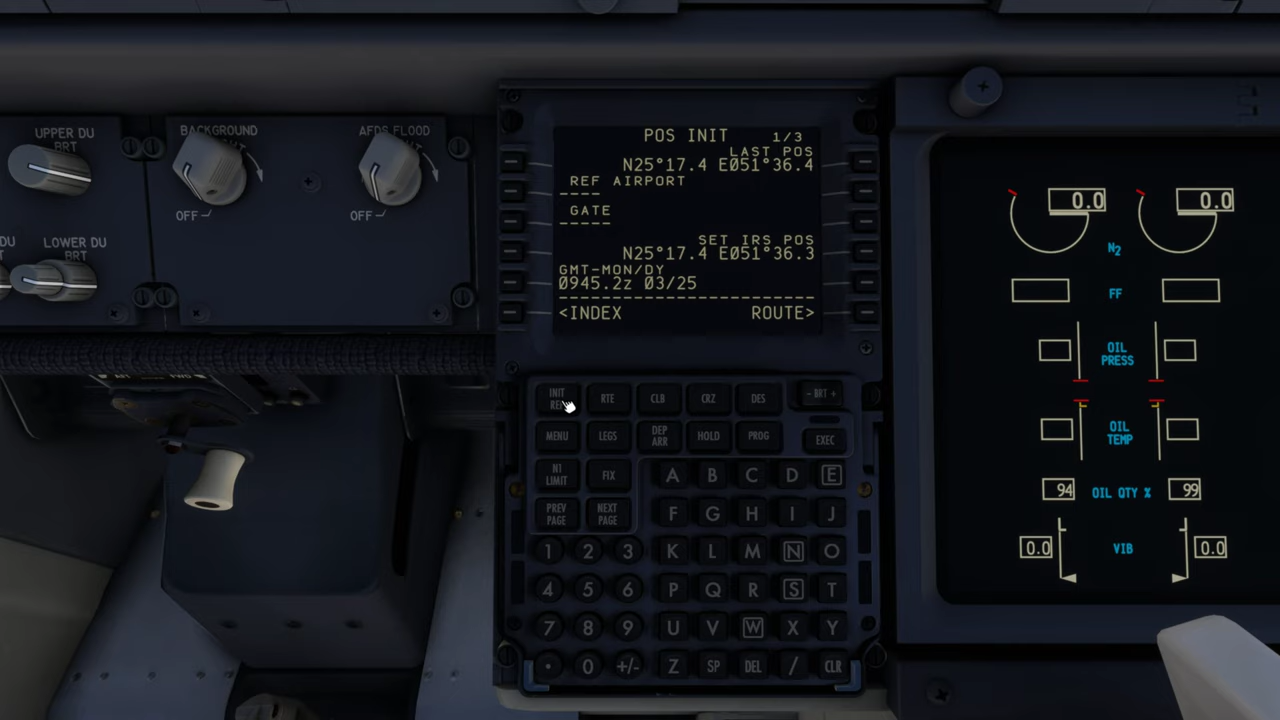 UPPER DU
BRT
BACKGROUND
OFF
AFDS FLOOD
OFF
LOWER DU
BRT
POS INIT 1/3
LAST POS
N25°17.4 E051°36.4
REF AIRPORT
----
GATE
-----
SET IRS POS
N25°17.4 E051°36.3
GMT-MON/DY
0945.2z 03/25
<INDEX ROUTE>
INIT
REF
RTE
CLB
CRZ
DES
- BRT +
MENU
LEGS
DEP
ARR
HOLD
PROG
EXEC
N1
LIMIT
FIX
A B C D E
PREV
PAGE
NEXT
PAGE
F G H I J
1 2 3 K L M N O
4 5 6 P Q R S T
7 8 9 U V W X Y
. 0 +/- Z SP DEL / CLR
0.0 0.0
N2
FF
OIL
PRESS
OIL
TEMP
94 OIL QTY % 99
0.0 VIB 0.0